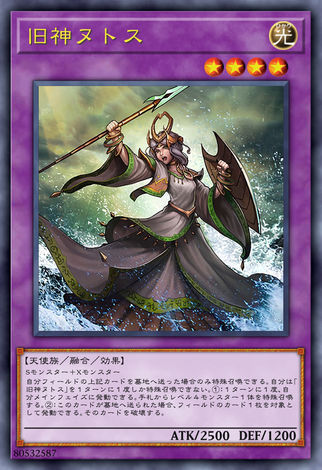 旧神ヌトス
光
【天使族／融合／効果】
Sモンスター＋Xモンスター
自分フィールドの上記カードを墓地へ送った場合のみ特殊召喚できる。自分は「
旧神ヌトス」を１ターンに１度しか特殊召喚できない。①：１ターンに１度、自
分メインフェイズに発動できる。手札からレベル４モンスター１体を特殊召喚
する。②：このカードが墓地へ送られた場合、フィールドのカード１枚を対象と
して発動できる。そのカードを破壊する。
ATK/2500 DEF/1200
80532587